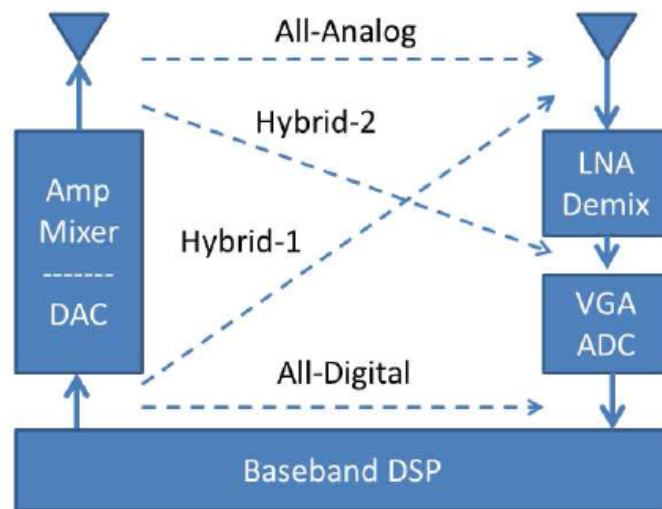 All-Analog
Hybrid-2
Amp
Mixer
-------
DAC
LNA
Demix
Hybrid-1
VGA
ADC
All-Digital
Baseband DSP